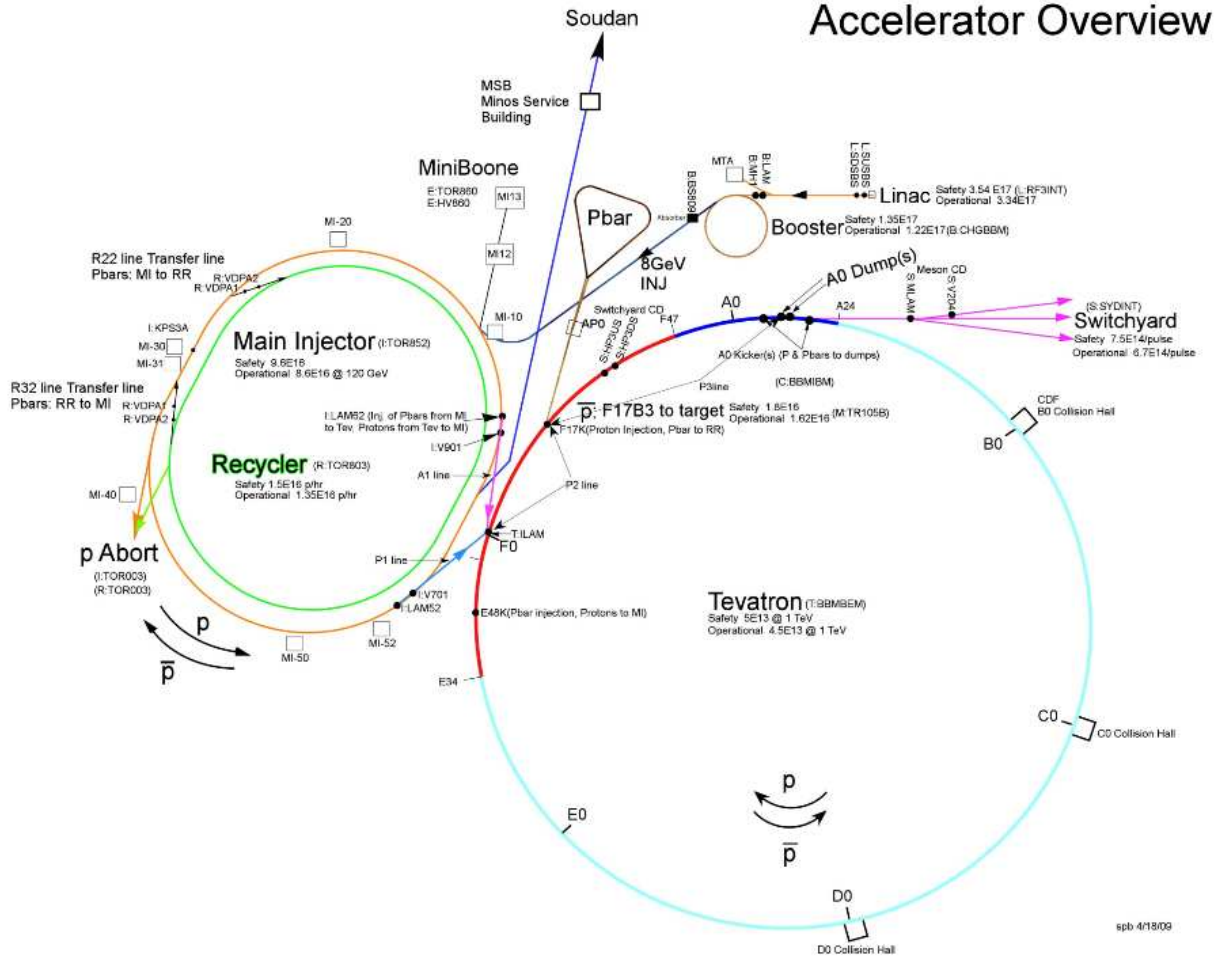 Accelerator Overview
Soudan
MSB
Minos Service
Building
MiniBoone
E:TOR860
E:HV860
MI13
MI12
Pbar
MTA
B:MH1
B:LAM
L:SDSBS
L:SUSBS
Linac
Safety 3.54 E17 (L:RF3INT)
Operational 3.34E17
B:BS809
Absorber
Booster
Safety 1.35E17
Operational 1.22E17(B:CHGBBM)
8GeV
INJ
MI-20
R22 line Transfer line
Pbars: MI to RR
R:VDPA2
R:VDPA1
MI-10
AP0
Switchyard CD
S:HP3US
S:HP3DS
F47
A0
A0 Dump(s)
A24
S:MLAM
Meson CD
S:V204
(S:SYDINT)
Switchyard
Safety 7.5E14/pulse
Operational 6.7E14/pulse
A0 Kicker(s) (P & Pbars to dumps)
(C:BBMIBM)
P3line
I:KPS3A
MI-30
MI-31
Main Injector (I:TOR852)
Safety 9.6E16
Operational 8.6E16 @ 120 GeV
R32 line Transfer line
Pbars: RR to MI
R:VDPA1
R:VDPA2
I:LAM62 (Inj. of Pbars from MI
to Tev, Protons from Tev to MI)
I:V901
p̅: F17B3 to target
Safety 1.8E16
Operational 1.62E16 (M:TR105B)
F17K(Proton Injection, Pbar to RR)
CDF
B0 Collision Hall
B0
Recycler (R:TOR803)
Safety 1.5E16 p/hr
Operational 1.35E16 p/hr
A1 line
P2 line
MI-40
p Abort
(I:TOR003)
(R:TOR003)
T:ILAM
F0
P1 line
I:V701
I:LAM52
E48K(Pbar injection, Protons to MI)
Tevatron (T:BBMBEM)
Safety 5E13 @ 1 TeV
Operational 4.5E13 @ 1 TeV
p
p̅
MI-50
MI-52
E34
C0
C0 Collision Hall
p
p̅
E0
D0
D0 Collision Hall
spb 4/18/09